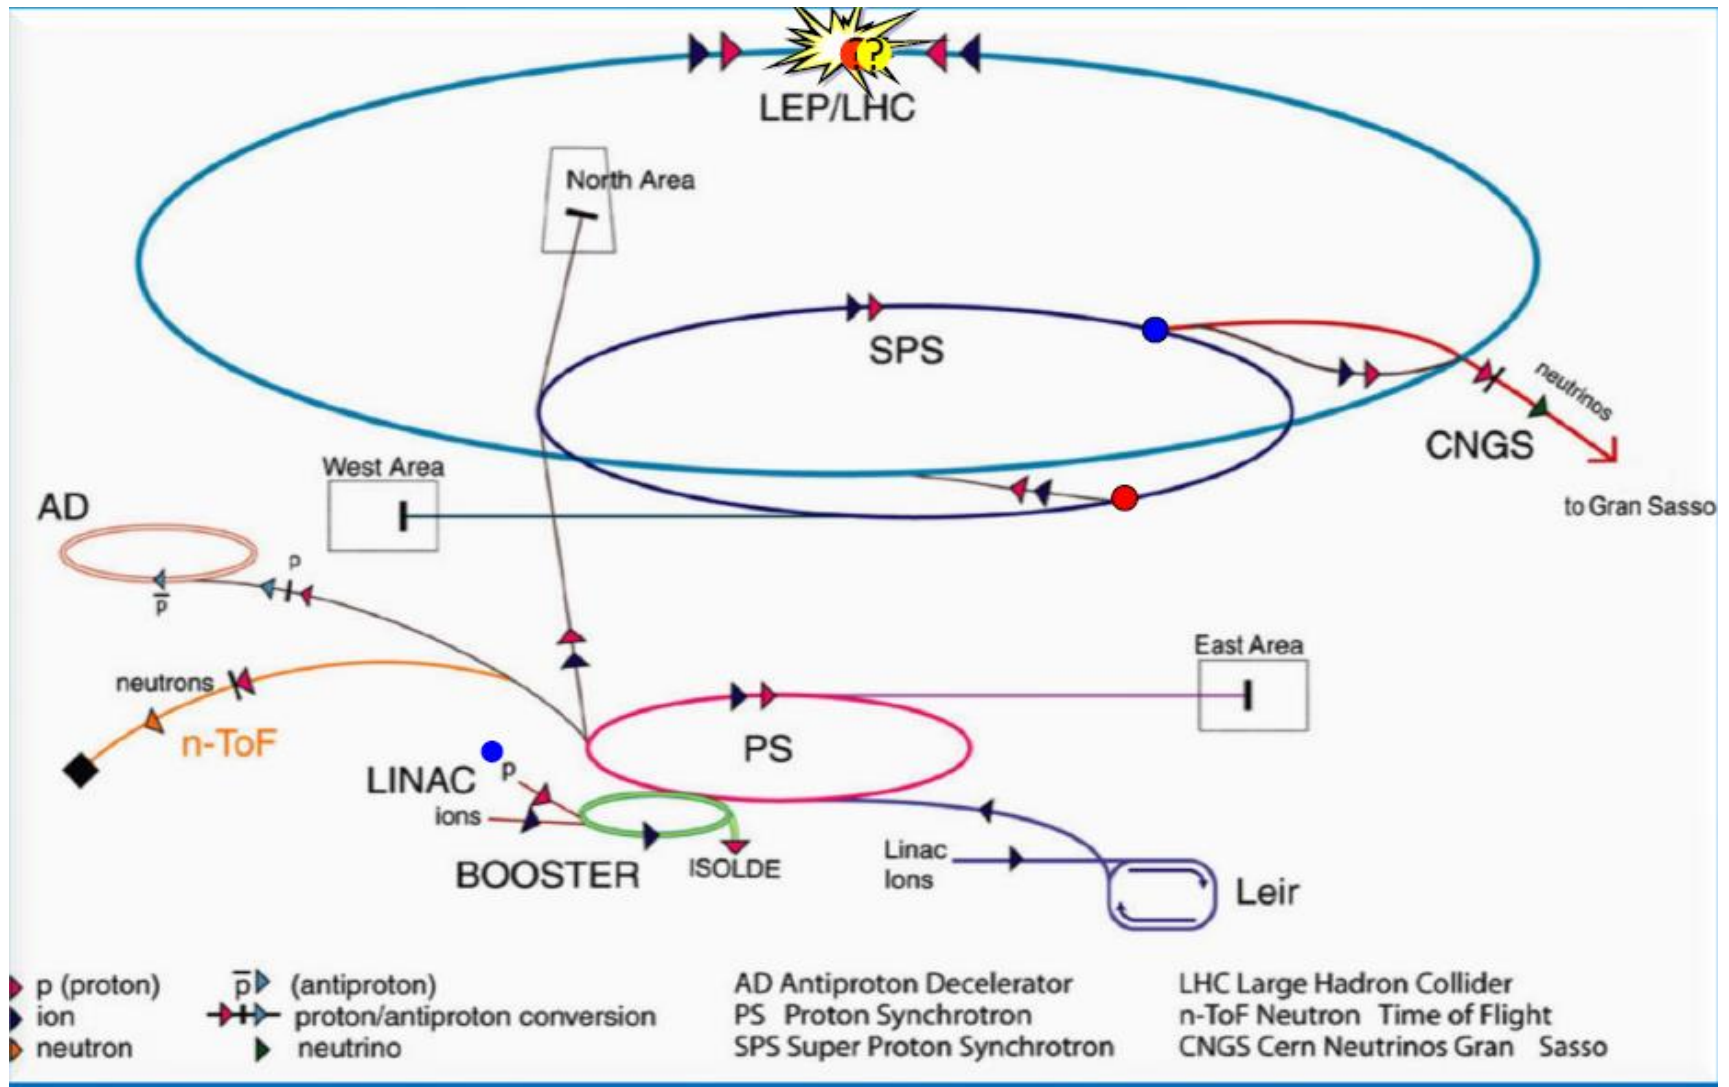 ?
LEP/LHC
North Area
SPS
neutrinos
CNGS
West Area
to Gran Sasso
AD
p
p̅
East Area
neutrons
n-ToF
PS
p
LINAC
ions
BOOSTER
ISOLDE
Linac
Ions
Leir
p (proton)
p̅ (antiproton)
AD Antiproton Decelerator
LHC Large Hadron Collider
ion
proton/antiproton conversion
PS Proton Synchrotron
n-ToF Neutron Time of Flight
neutron
neutrino
SPS Super Proton Synchrotron
CNGS Cern Neutrinos Gran Sasso